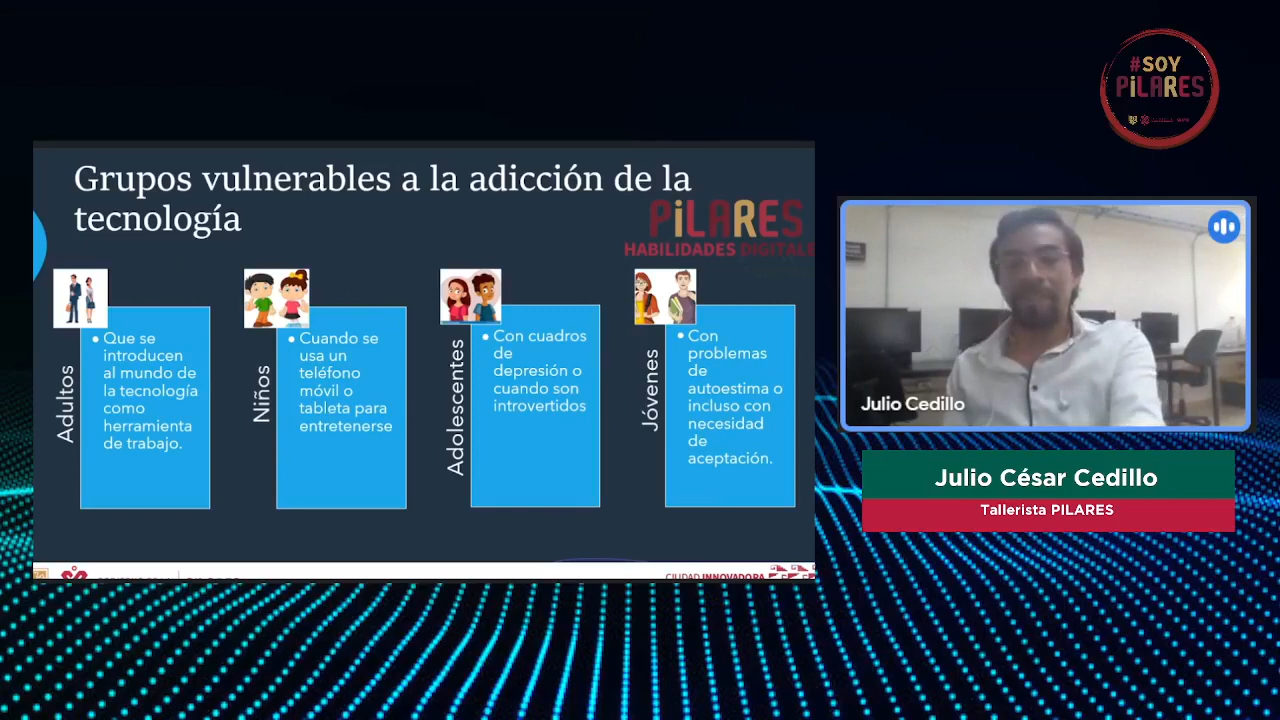 #SOY
PiLARES
Grupos vulnerables a la adicción de la
tecnología
PiLARES
HABILIDADES DIGITALE
Adultos
• Que se
introducen
al mundo de
la tecnología
como
herramienta
de trabajo.
Niños
• Cuando se
usa un
teléfono
móvil o
tableta para
entretenerse
Adolescentes
• Con cuadros
de
depresión o
cuando son
introvertidos
Jóvenes
• Con
problemas
de
autoestima o
incluso con
necesidad
de
aceptación.
CIUDAD INNOVADORA
Julio Cedillo
Julio César Cedillo
Tallerista PILARES